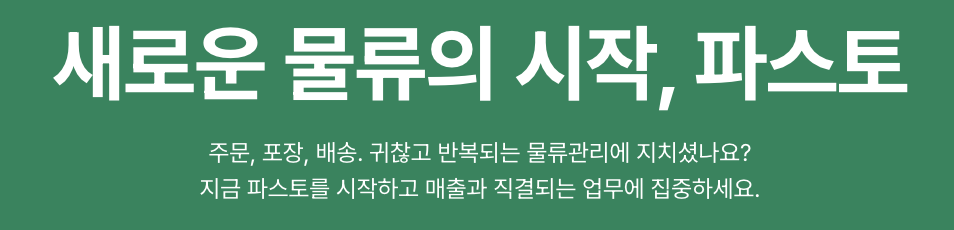 새로운 물류의 시작, 파스토
주문, 포장, 배송. 귀찮고 반복되는 물류관리에 지치셨나요?
지금 파스토를 시작하고 매출과 직결되는 업무에 집중하세요.